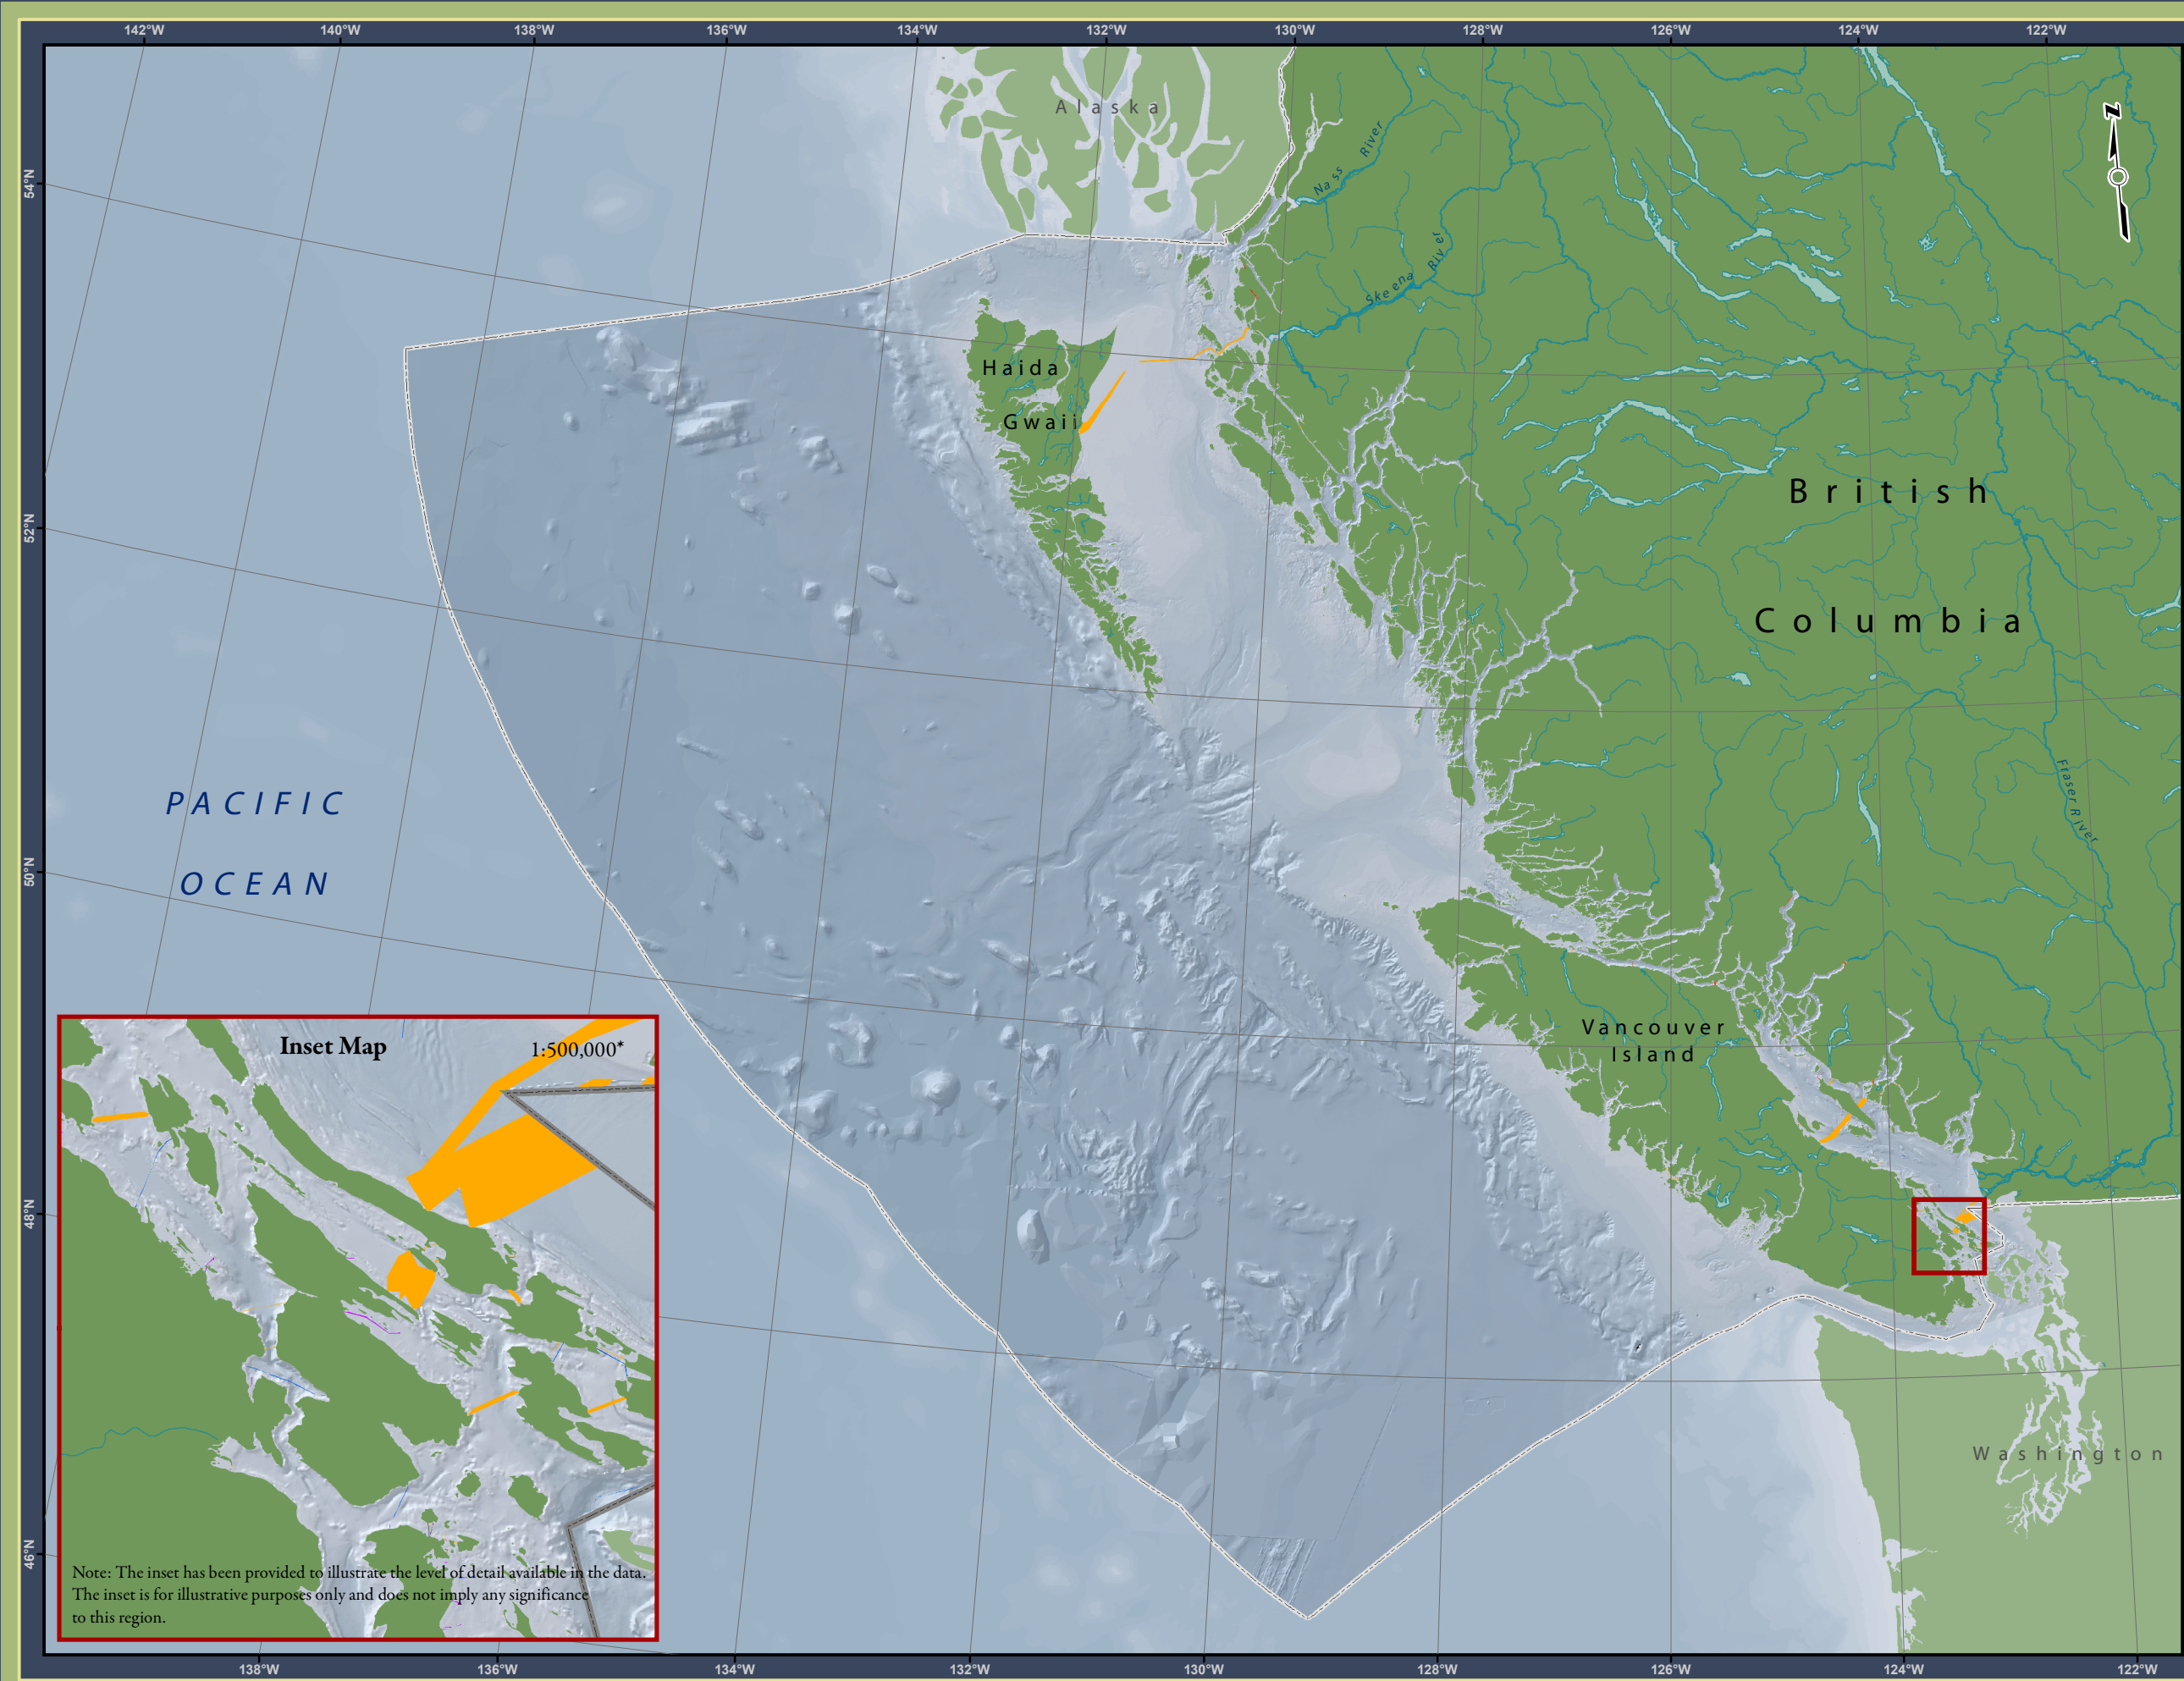 142°W 140°W 138°W 136°W 134°W 132°W 130°W 128°W 126°W 124°W 122°W
Alaska
N
Nass River
54°N
Skeena River
Haida
Gwaii
British
52°N
Columbia
PACIFIC
Fraser River
50°N
OCEAN
Vancouver
Island
Inset Map
1:500,000*
48°N
Washington
46°N
Note: The inset has been provided to illustrate the level of detail available in the data.
The inset is for illustrative purposes only and does not imply any significance
to this region.
138°W 136°W 134°W 132°W 130°W 128°W 126°W 124°W 122°W